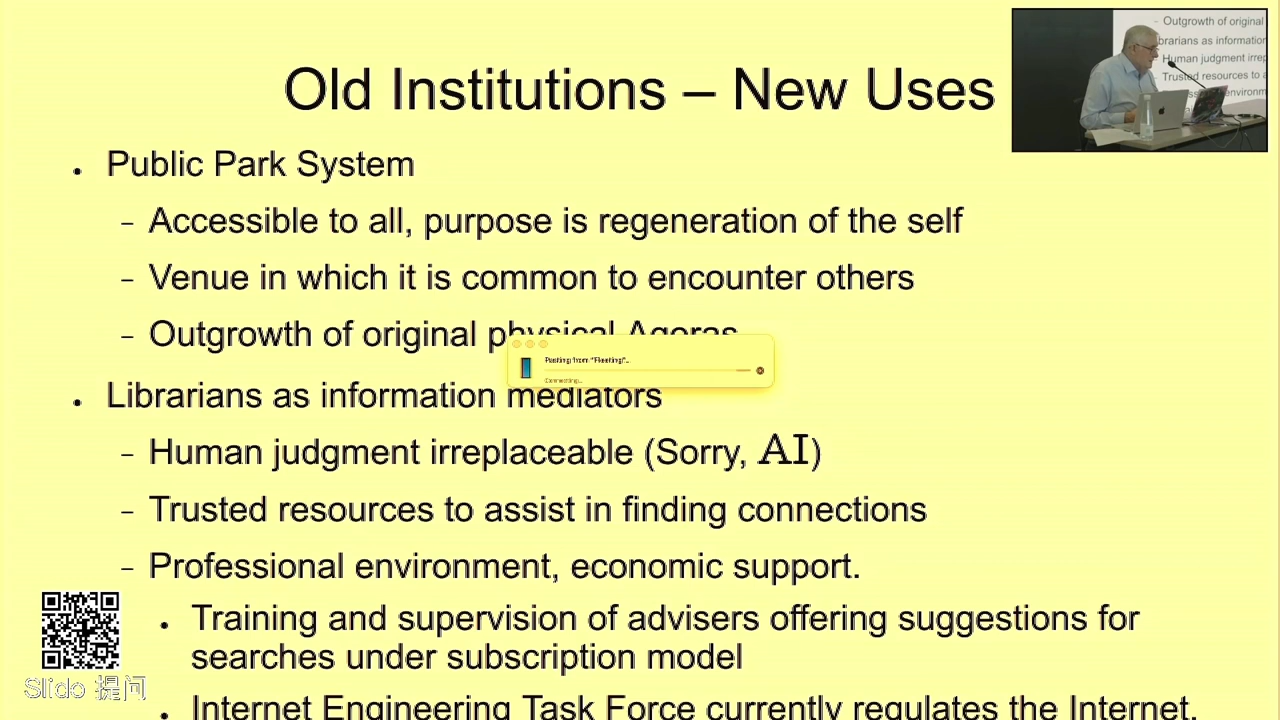 Old Institutions – New Uses
• Public Park System
– Accessible to all, purpose is regeneration of the self
– Venue in which it is common to encounter others
– Outgrowth of original physical Agoras
Pasting from "Fleeting"...
Connecting...
• Librarians as information mediators
– Human judgment irreplaceable (Sorry, AI)
– Trusted resources to assist in finding connections
– Professional environment, economic support.
• Training and supervision of advisers offering suggestions for
searches under subscription model
• Internet Engineering Task Force currently regulates the Internet.
Slido 提问
– Outgrowth of original
brarians as information
Human judgment irrep
Trusted resources to a